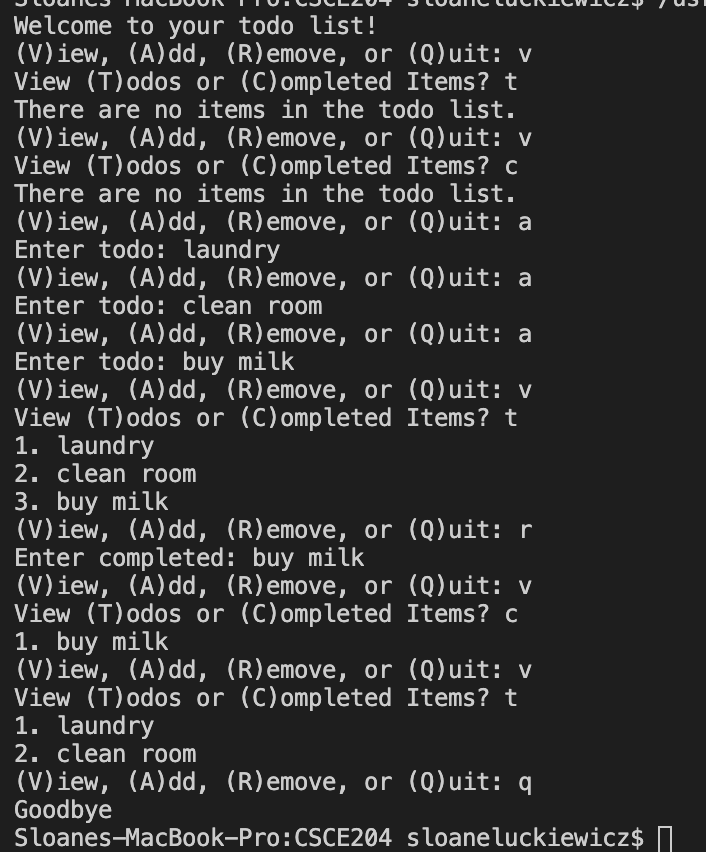 Sloanes-MacBook-Pro:CSCE204 sloaneluckiewicz$
Welcome to your todo list!
(V)iew, (A)dd, (R)emove, or (Q)uit: v
View (T)odos or (C)ompleted Items? t
There are no items in the todo list.
(V)iew, (A)dd, (R)emove, or (Q)uit: v
View (T)odos or (C)ompleted Items? c
There are no items in the todo list.
(V)iew, (A)dd, (R)emove, or (Q)uit: a
Enter todo: laundry
(V)iew, (A)dd, (R)emove, or (Q)uit: a
Enter todo: clean room
(V)iew, (A)dd, (R)emove, or (Q)uit: a
Enter todo: buy milk
(V)iew, (A)dd, (R)emove, or (Q)uit: v
View (T)odos or (C)ompleted Items? t
1. laundry
2. clean room
3. buy milk
(V)iew, (A)dd, (R)emove, or (Q)uit: r
Enter completed: buy milk
(V)iew, (A)dd, (R)emove, or (Q)uit: v
View (T)odos or (C)ompleted Items? c
1. buy milk
(V)iew, (A)dd, (R)emove, or (Q)uit: v
View (T)odos or (C)ompleted Items? t
1. laundry
2. clean room
(V)iew, (A)dd, (R)emove, or (Q)uit: q
Goodbye
Sloanes-MacBook-Pro:CSCE204 sloaneluckiewicz$